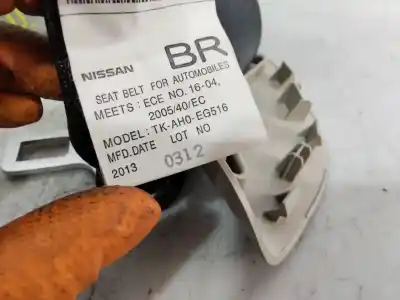 NISSAN BR
SEAT BELT FOR AUTOMOBILES
MEETS: ECE NO. 16-04,
2005/40/EC
MODEL: TK-AH0-EG516
MFD.DATE LOT NO
2013 0312